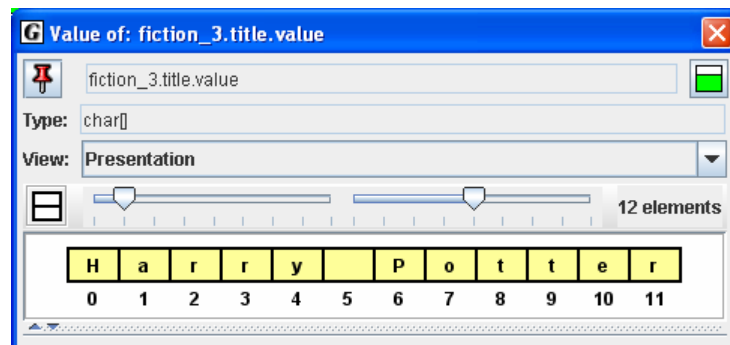 G Value of: fiction_3.title.value
fiction_3.title.value
Type: char[]
View: Presentation
12 elements
H a r r y P o t t e r
0 1 2 3 4 5 6 7 8 9 10 11